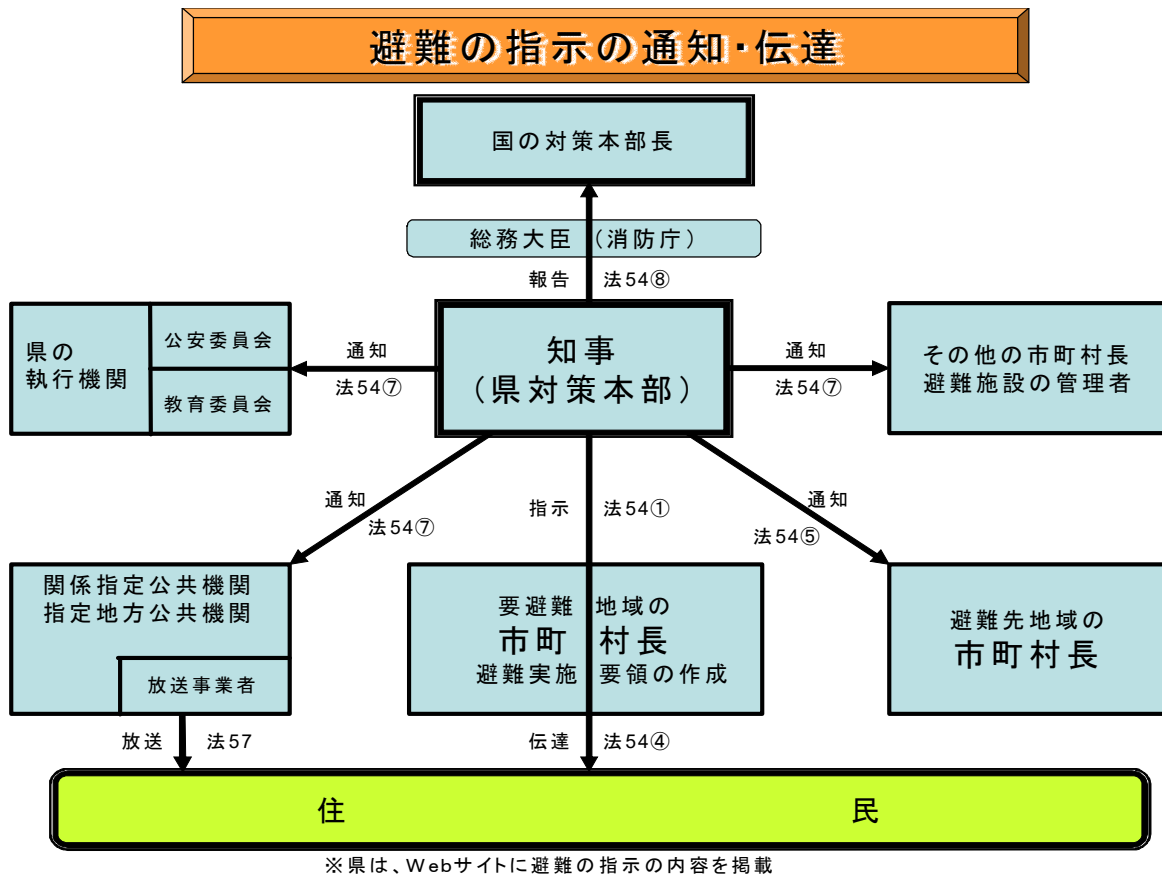 避難の指示の通知・伝達
国の対策本部長
総務大臣（消防庁）
報告 法54⑧
県の
執行機関
公安委員会
教育委員会
通知
法54⑦
知事
（県対策本部）
通知
法54⑦
その他の市町村長
避難施設の管理者
通知
法54⑦
指示 法54①
通知
法54⑤
関係指定公共機関
指定地方公共機関
放送事業者
要避難地域の
市町村長
避難実施要領の作成
避難先地域の
市町村長
放送 法57
伝達 法54④
住民
※県は、Webサイトに避難の指示の内容を掲載